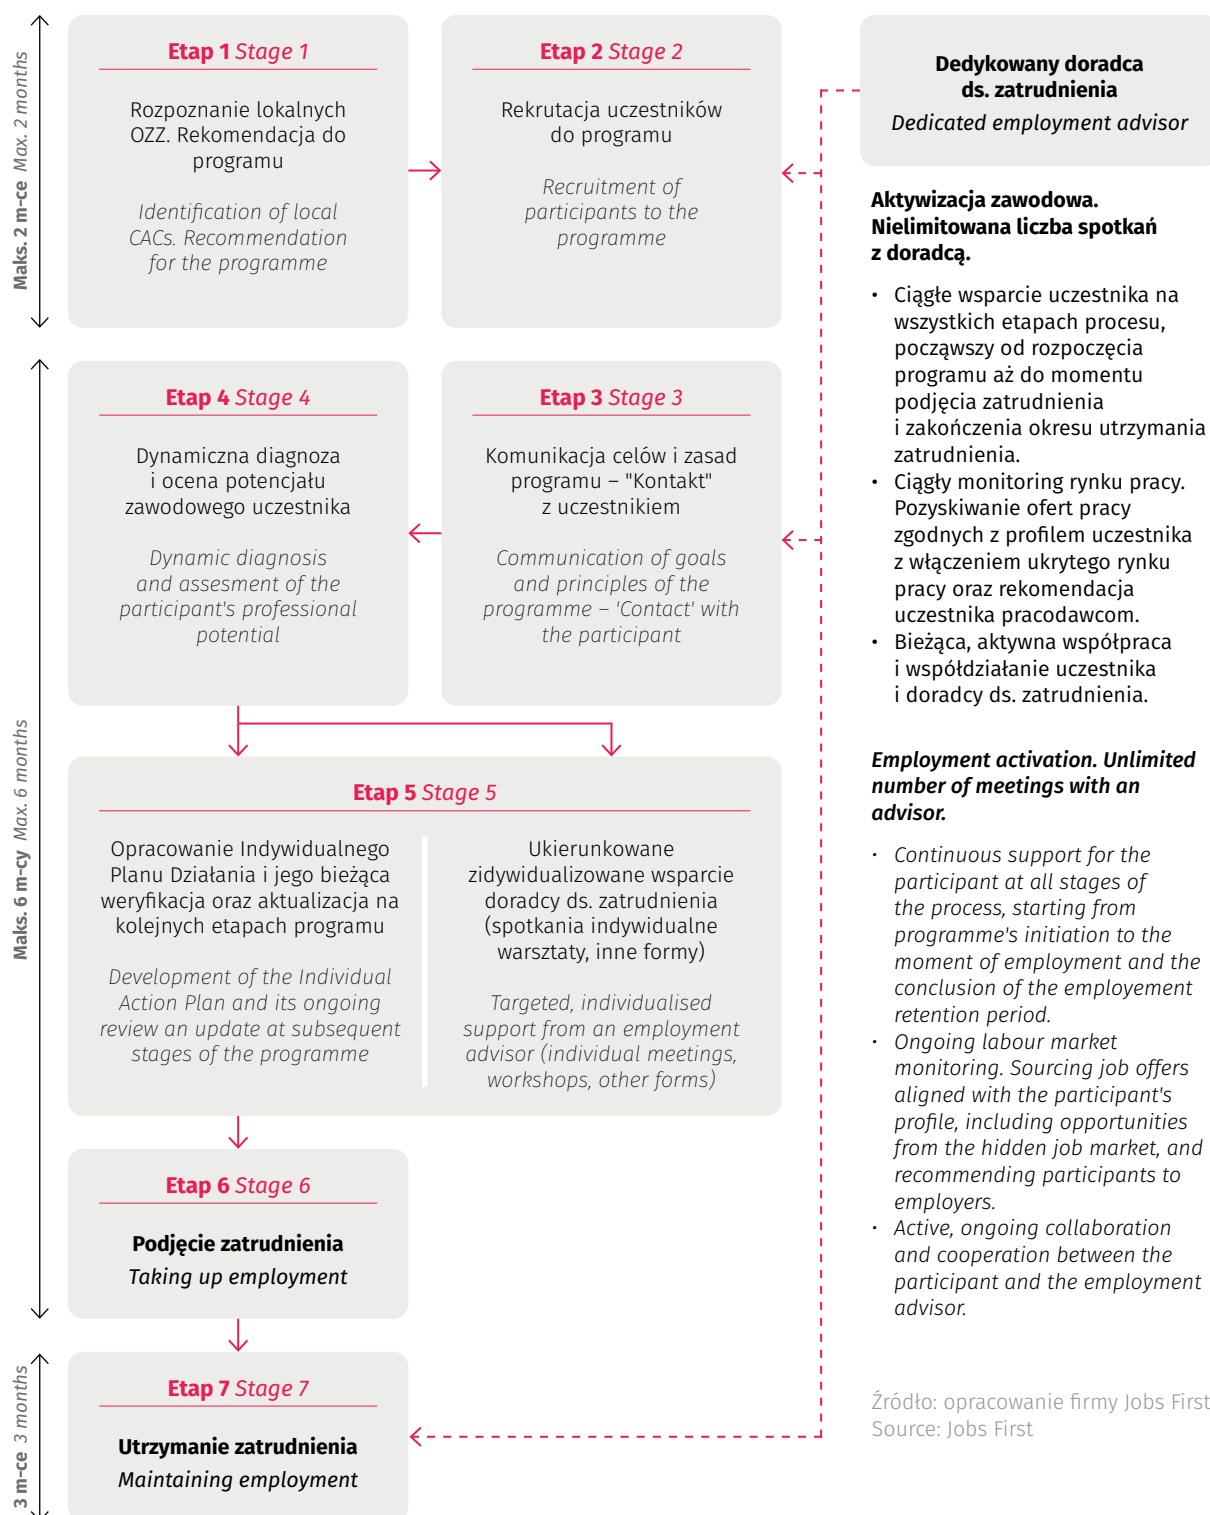 Maks. 2 m-ce Max. 2 months
Etap 1 Stage 1
Rozpoznanie lokalnych
OZZ. Rekomendacja do
programu
Identification of local
CACs. Recommendation
for the programme
Etap 2 Stage 2
Rekrutacja uczestników
do programu
Recruitment of
participants to the
programme
Maks. 6 m-cy Max. 6 months
Etap 3 Stage 3
Komunikacja celów i zasad
programu – "Kontakt"
z uczestnikiem
Communication of goals
and principles of the
programme – 'Contact' with
the participant
Etap 4 Stage 4
Dynamiczna diagnoza
i ocena potencjału
zawodowego uczestnika
Dynamic diagnosis
and assesment of the
participant's professional
potential
Etap 5 Stage 5
Opracowanie Indywidualnego
Planu Działania i jego bieżąca
weryfikacja oraz aktualizacja na
kolejnych etapach programu
Development of the Individual
Action Plan and its ongoing
review an update at subsequent
stages of the programme
Ukierunkowane
zidywidualizowane wsparcie
doradcy ds. zatrudnienia
(spotkania indywidualne
warsztaty, inne formy)
Targeted, individualised
support from an employment
advisor (individual meetings,
workshops, other forms)
Etap 6 Stage 6
Podjęcie zatrudnienia
Taking up employment
3 m-ce 3 months
Etap 7 Stage 7
Utrzymanie zatrudnienia
Maintaining employment
Dedykowany doradca
ds. zatrudnienia
Dedicated employment advisor
Aktywizacja zawodowa.
Nielimitowana liczba spotkań
z doradcą.
• Ciągłe wsparcie uczestnika na
wszystkich etapach procesu,
począwszy od rozpoczęcia
programu aż do momentu
podjęcia zatrudnienia
i zakończenia okresu utrzymania
zatrudnienia.
• Ciągły monitoring rynku pracy.
Pozyskiwanie ofert pracy
zgodnych z profilem uczestnika
z włączeniem ukrytego rynku
pracy oraz rekomendacja
uczestnika pracodawcom.
• Bieżąca, aktywna współpraca
i współdziałanie uczestnika
i doradcy ds. zatrudnienia.
Employment activation. Unlimited
number of meetings with an
advisor.
• Continuous support for the
participant at all stages of
the process, starting from
programme's initiation to the
moment of employment and the
conclusion of the employement
retention period.
• Ongoing labour market
monitoring. Sourcing job offers
aligned with the participant's
profile, including opportunities
from the hidden job market, and
recommending participants to
employers.
• Active, ongoing collaboration
and cooperation between the
participant and the employment
advisor.
Źródło: opracowanie firmy Jobs First
Source: Jobs First